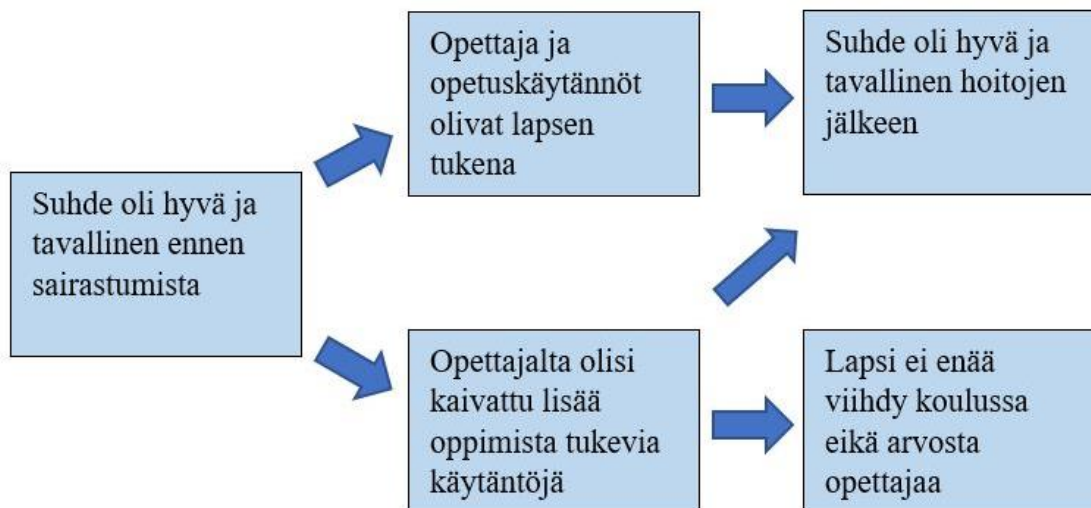 Suhde oli hyvä ja
tavallinen ennen
sairastumista
Opettaja ja
opetuskäytännöt
olivat lapsen
tukena
Opettajalta olisi
kaivattu lisää
oppimista tukevia
käytäntöjä
Suhde oli hyvä ja
tavallinen hoitojen
jälkeen
Lapsi ei enää
viihdy koulussa
eikä arvosta
opettajaa